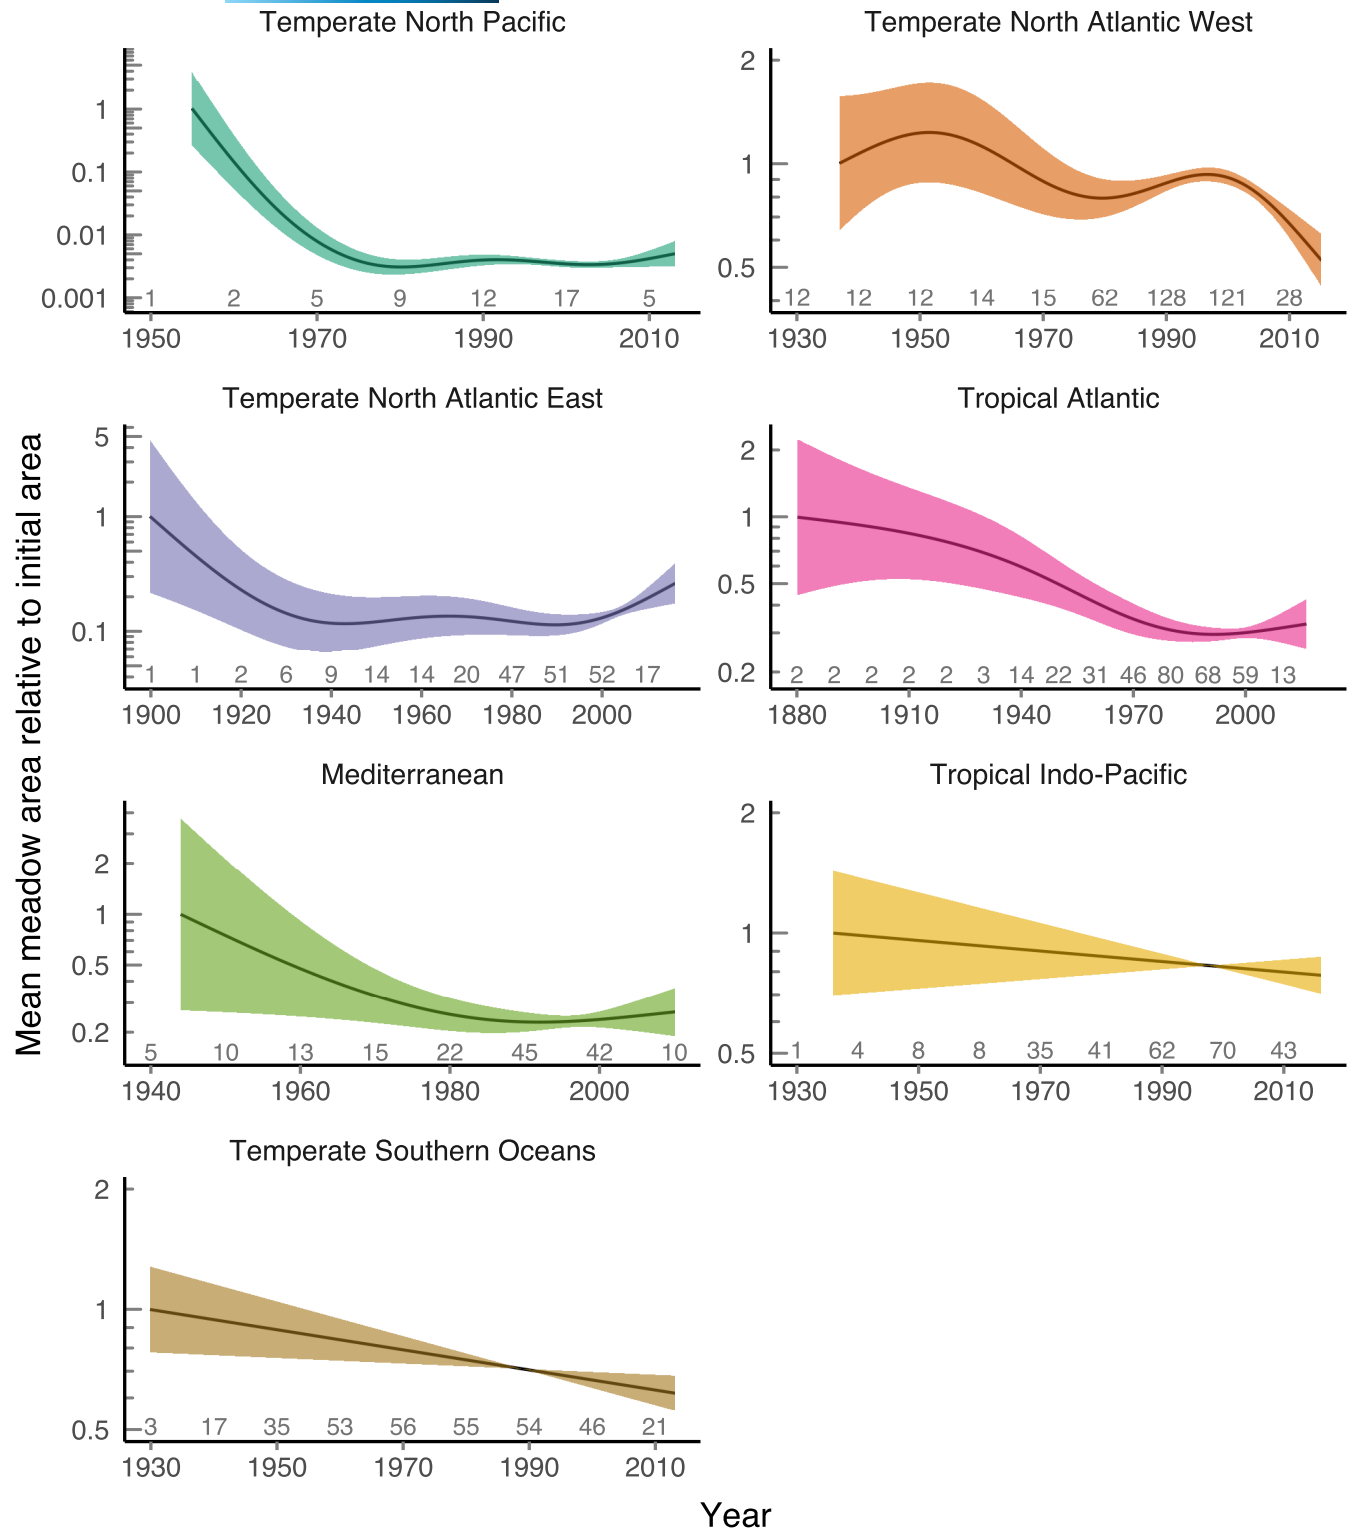 Temperate North Pacific
1
0.1
0.01
0.001
1 2 5 9 12 17 5
1950 1970 1990 2010
Temperate North Atlantic West
2
1
0.5
12 12 12 14 15 62 128 121 28
1930 1950 1970 1990 2010
Mean meadow area relative to initial area
Temperate North Atlantic East
5
1
0.1
1 1 2 6 9 14 14 20 47 51 52 17
1900 1920 1940 1960 1980 2000
Tropical Atlantic
2
1
0.5
0.2
2 2 2 2 2 3 14 22 31 46 80 68 59 13
1880 1910 1940 1970 2000
Mediterranean
2
1
0.5
0.2
5 10 13 15 22 45 42 10
1940 1960 1980 2000
Tropical Indo-Pacific
2
1
0.5
1 4 8 8 35 41 62 70 43
1930 1950 1970 1990 2010
Temperate Southern Oceans
2
1
0.5
3 17 35 53 56 55 54 46 21
1930 1950 1970 1990 2010
Year